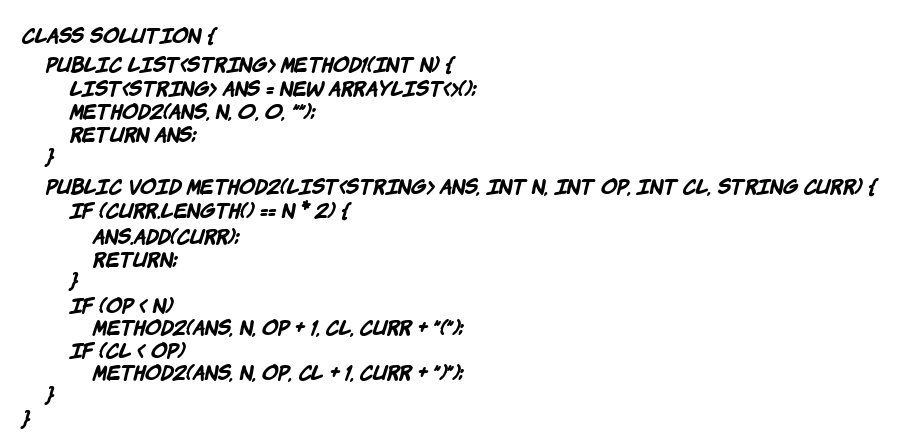 CLASS SOLUTION {
PUBLIC LIST<STRING> METHOD1(INT N) {
LIST<STRING> ANS = NEW ARRAYLIST<>();
METHOD2(ANS, N, 0, 0, "");
RETURN ANS;
}
PUBLIC VOID METHOD2(LIST<STRING> ANS, INT N, INT OP, INT CL, STRING CURR) {
IF (CURR.LENGTH() == N * 2) {
ANS.ADD(CURR);
RETURN;
}
IF (OP < N)
METHOD2(ANS, N, OP + 1, CL, CURR + "(");
IF (CL < OP)
METHOD2(ANS, N, OP, CL + 1, CURR + ")");
}
}